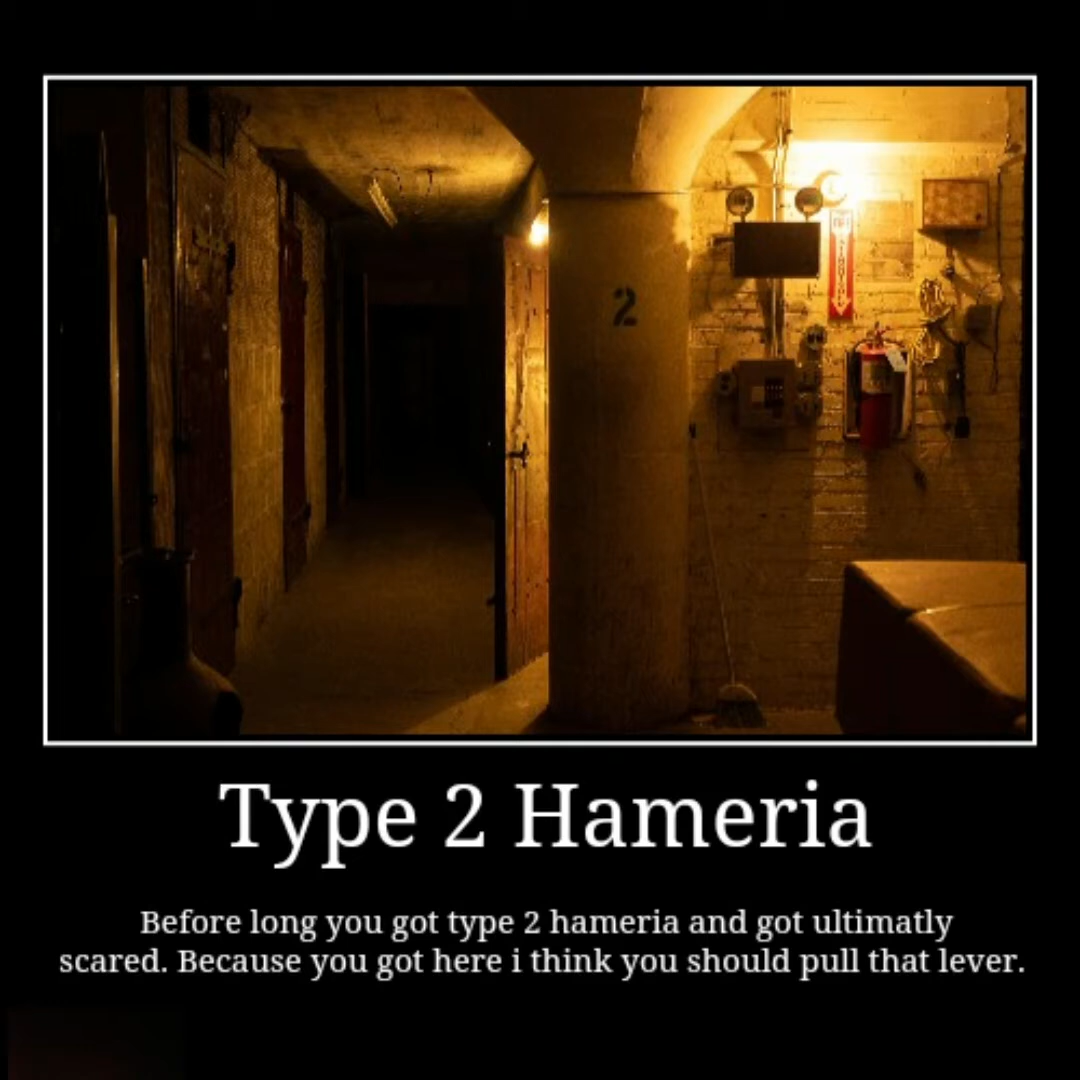 2
Type 2 Hameria
Before long you got type 2 hameria and got ultimatly
scared. Because you got here i think you should pull that lever.